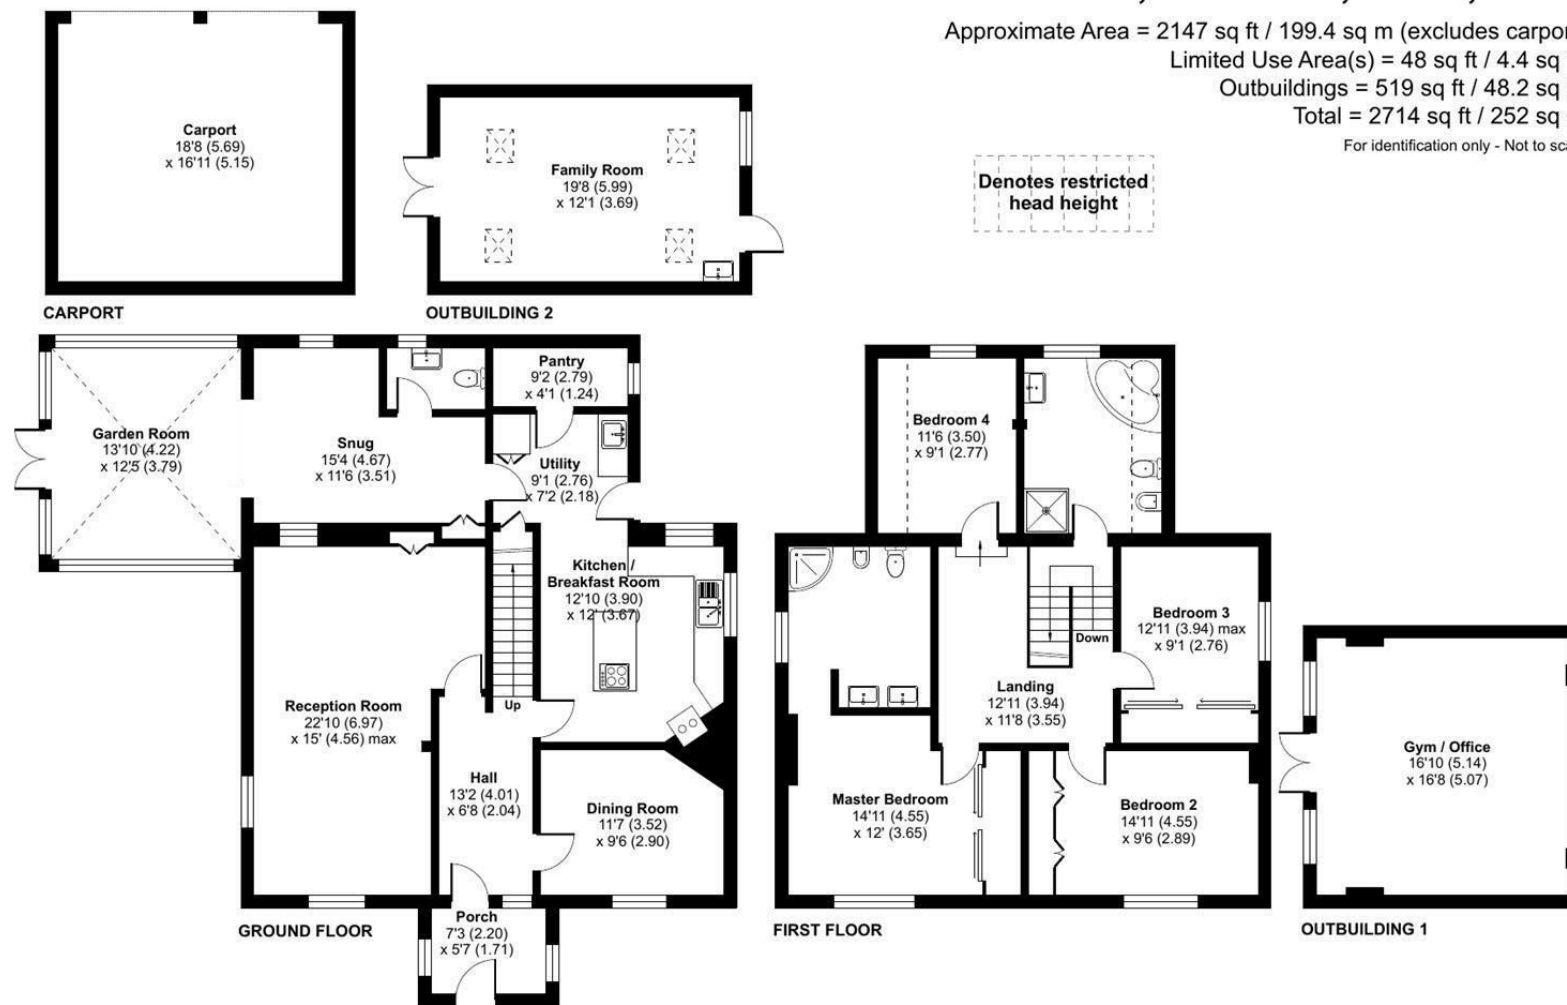 Approximate Area = 2147 sq ft / 199.4 sq m (excludes
Limited Use Area(s) = 48 sq ft / 4.4 sq
Outbuildings = 519 sq ft / 48.2 sq
Total = 2714 sq ft / 252 sq
For identification only - Not to
Denotes restricted
head height
Carport
18'8 (5.69)
x 16'11 (5.15)
CARPORT
Family Room
19'8 (5.99)
x 12'1 (3.69)
OUTBUILDING 2
Garden Room
13'10 (4.22)
x 12'5 (3.79)
Snug
15'4 (4.67)
x 11'6 (3.51)
Pantry
9'2 (2.79)
x 4'1 (1.24)
Utility
9'1 (2.76)
x 7'2 (2.18)
Kitchen /
Breakfast Room
12'10 (3.90)
x 12' (3.67)
Up
Reception Room
22'10 (6.97)
x 15' (4.56) max
Hall
13'2 (4.01)
x 6'8 (2.04)
Dining Room
11'7 (3.52)
x 9'6 (2.90)
Porch
7'3 (2.20)
x 5'7 (1.71)
GROUND FLOOR
Bedroom 4
11'6 (3.50)
x 9'1 (2.77)
Bedroom 3
12'11 (3.94) max
x 9'1 (2.76)
Down
Landing
12'11 (3.94)
x 11'8 (3.55)
Master Bedroom
14'11 (4.55)
x 12' (3.65)
Bedroom 2
14'11 (4.55)
x 9'6 (2.89)
FIRST FLOOR
Gym / Office
16'10 (5.14)
x 16'8 (5.07)
OUTBUILDING 1